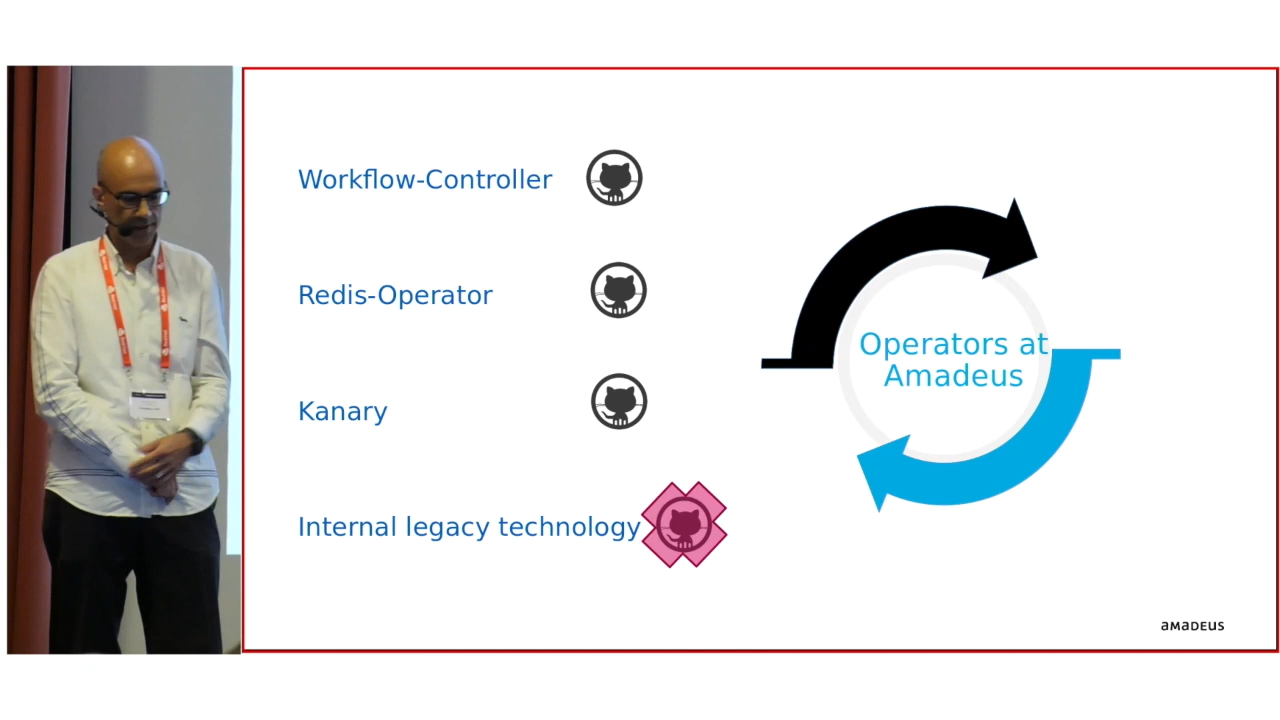 Workflow-Controller
Redis-Operator
Kanary
Internal legacy technology
Operators at
Amadeus
amadeus